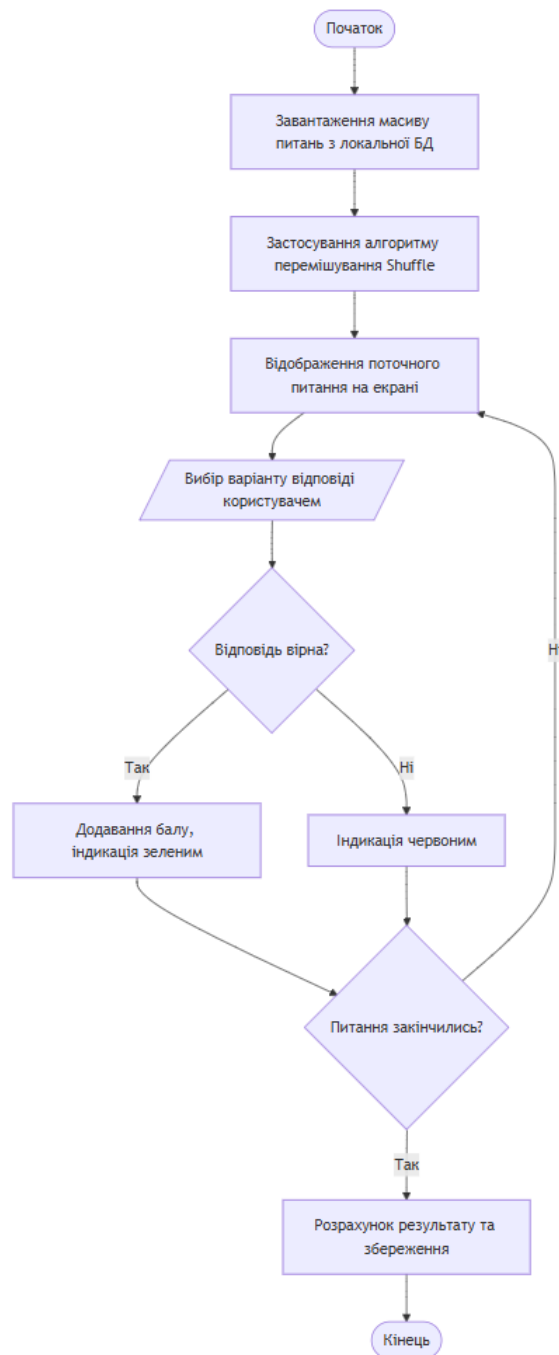 Початок
Завантаження масиву
питань з локальної БД
Застосування алгоритму
перемішування Shuffle
Відображення поточного
питання на екрані
Вибір варіанту відповіді
користувачем
Відповідь вірна?
Так
Ні
Додавання балу,
індикація зеленим
Індикація червоним
Ні
Питання закінчились?
Так
Розрахунок результату та
збереження
Кінець